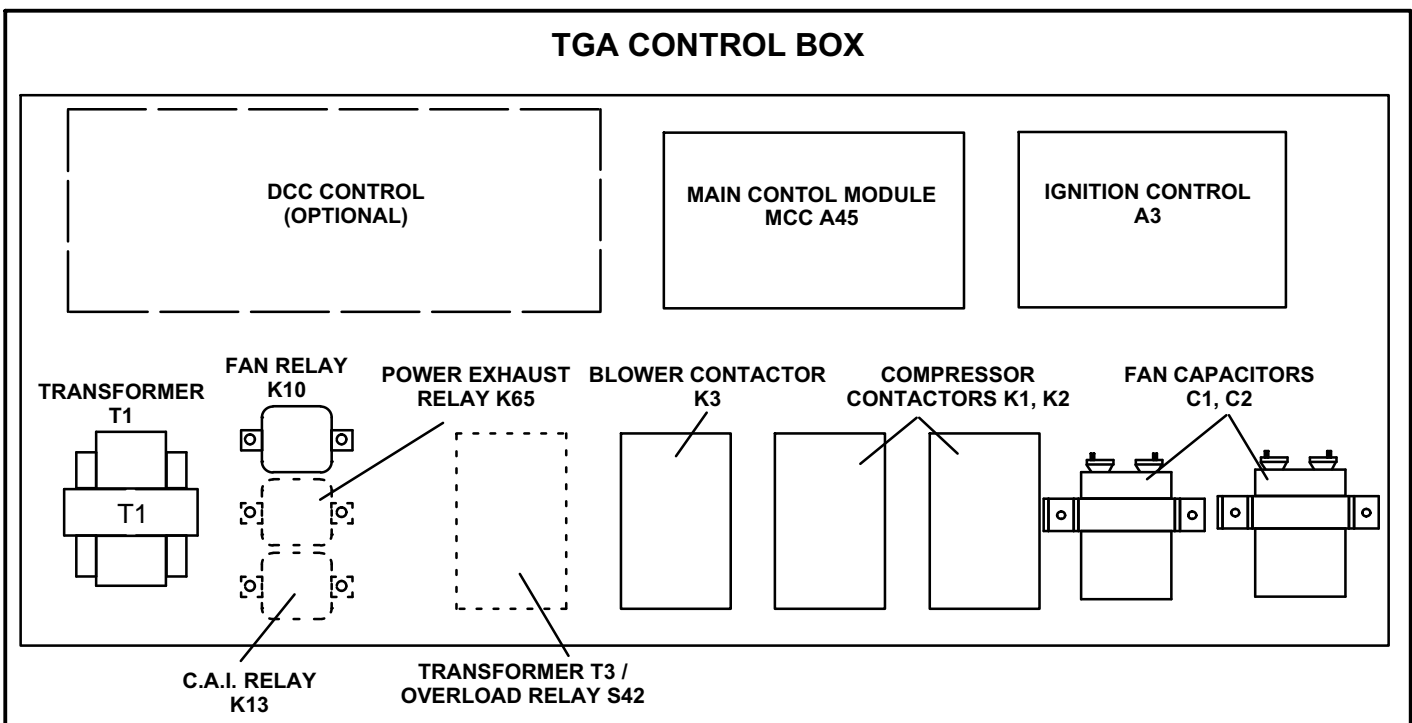 TGA CONTROL BOX
DCC CONTROL
(OPTIONAL)
MAIN CONTOL MODULE
MCC A45
IGNITION CONTROL
A3
TRANSFORMER
T1
FAN RELAY
K10
POWER EXHAUST
RELAY K65
BLOWER CONTACTOR
K3
COMPRESSOR
CONTACTORS K1, K2
FAN CAPACITORS
C1, C2
T1
C.A.I. RELAY
K13
TRANSFORMER T3 /
OVERLOAD RELAY S42